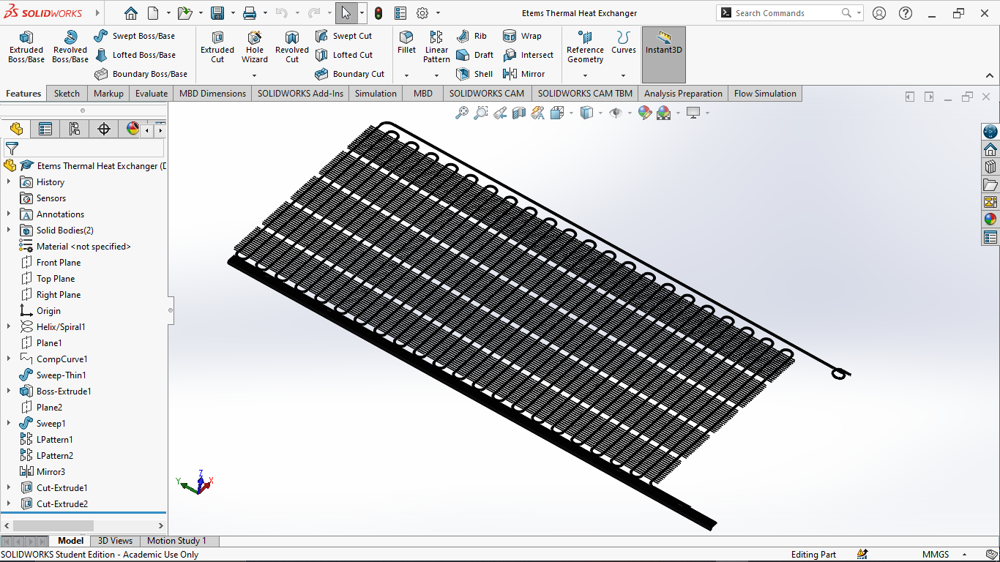 SOLIDWORKS
Etems Thermal Heat Exchanger
Search Commands
Extruded Boss/Base
Revolved Boss/Base
Swept Boss/Base
Lofted Boss/Base
Boundary Boss/Base
Extruded Cut
Hole Wizard
Revolved Cut
Swept Cut
Lofted Cut
Boundary Cut
Fillet
Linear Pattern
Rib
Draft
Shell
Wrap
Intersect
Mirror
Reference Geometry
Curves
Instant3D
Features
Sketch
Markup
Evaluate
MBD Dimensions
SOLIDWORKS Add-Ins
Simulation
MBD
SOLIDWORKS CAM
SOLIDWORKS CAM TBM
Analysis Preparation
Flow Simulation
Etems Thermal Heat Exchanger (D
History
Sensors
Annotations
Solid Bodies(2)
Material <not specified>
Front Plane
Top Plane
Right Plane
Origin
Helix/Spiral1
Plane1
CompCurve1
Sweep-Thin1
Boss-Extrude1
Plane2
Sweep1
LPattern1
LPattern2
Mirror3
Cut-Extrude1
Cut-Extrude2
Z
Y
X
Model
3D Views
Motion Study 1
SOLIDWORKS Student Edition - Academic Use Only
Editing Part
MMGS